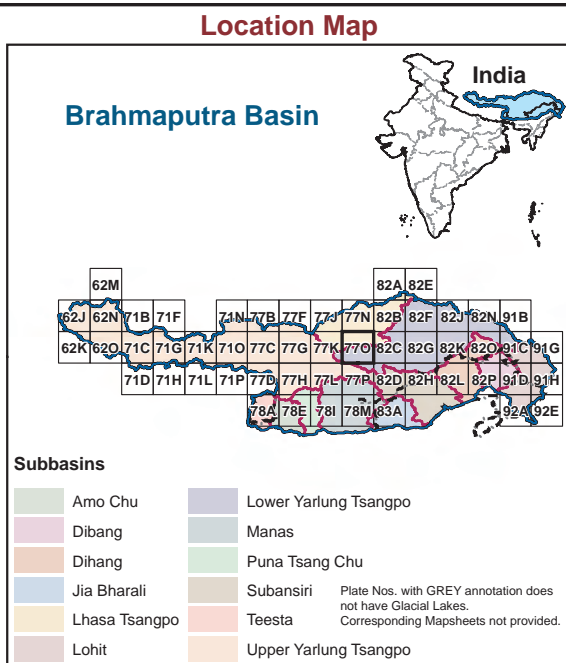 Location Map
India
Brahmaputra Basin
62M 82A 82E
62J 62N 71B 71F 71N 77B 77F 77J 77N 82B 82F 82J 82N 91B
62K 62O 71C 71G 71K 71O 77C 77G 77K 77O 82C 82G 82K 82O 91C 91G
71D 71H 71L 71P 77D 77H 77L 77P 82D 82H 82L 82P 91D 91H
78A 78E 78I 78M 83A 92A 92E
Subbasins
Amo Chu
Dibang
Dihang
Jia Bharali
Lhasa Tsangpo
Lohit
Lower Yarlung Tsangpo
Manas
Puna Tsang Chu
Subansiri
Teesta
Upper Yarlung Tsangpo
Plate Nos. with GREY annotation does
not have Glacial Lakes.
Corresponding Mapsheets not provided.